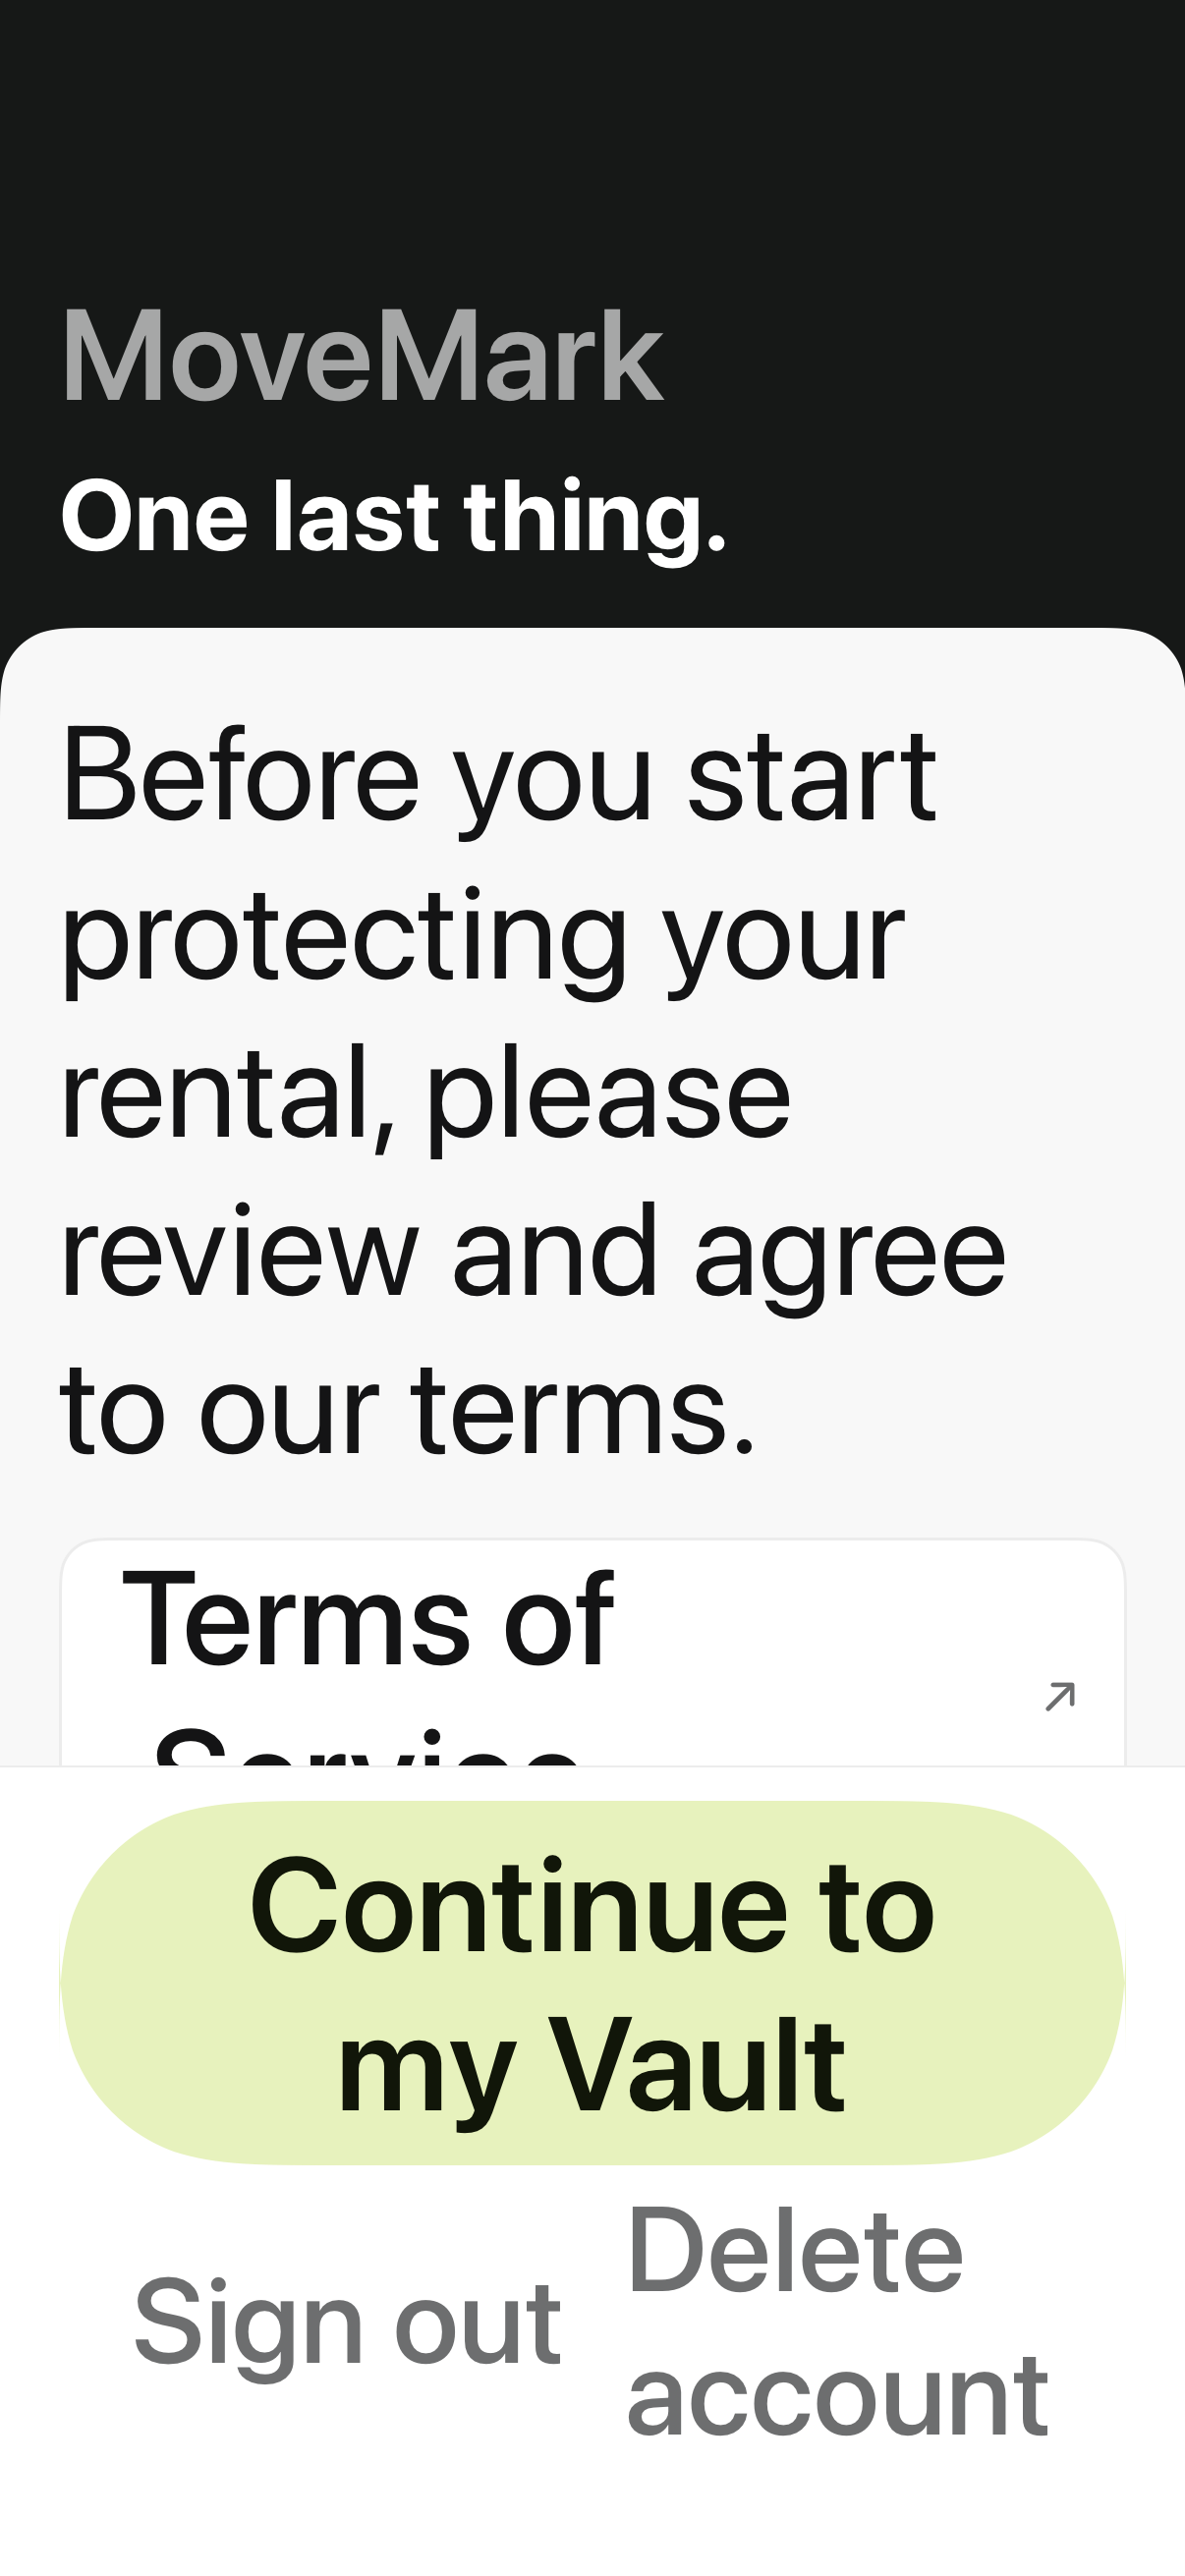 MoveMark
One last thing.
Before you start
protecting your
rental, please
review and agree
to our terms.
Terms of
Service
Continue to
my Vault
Sign out
Delete
account